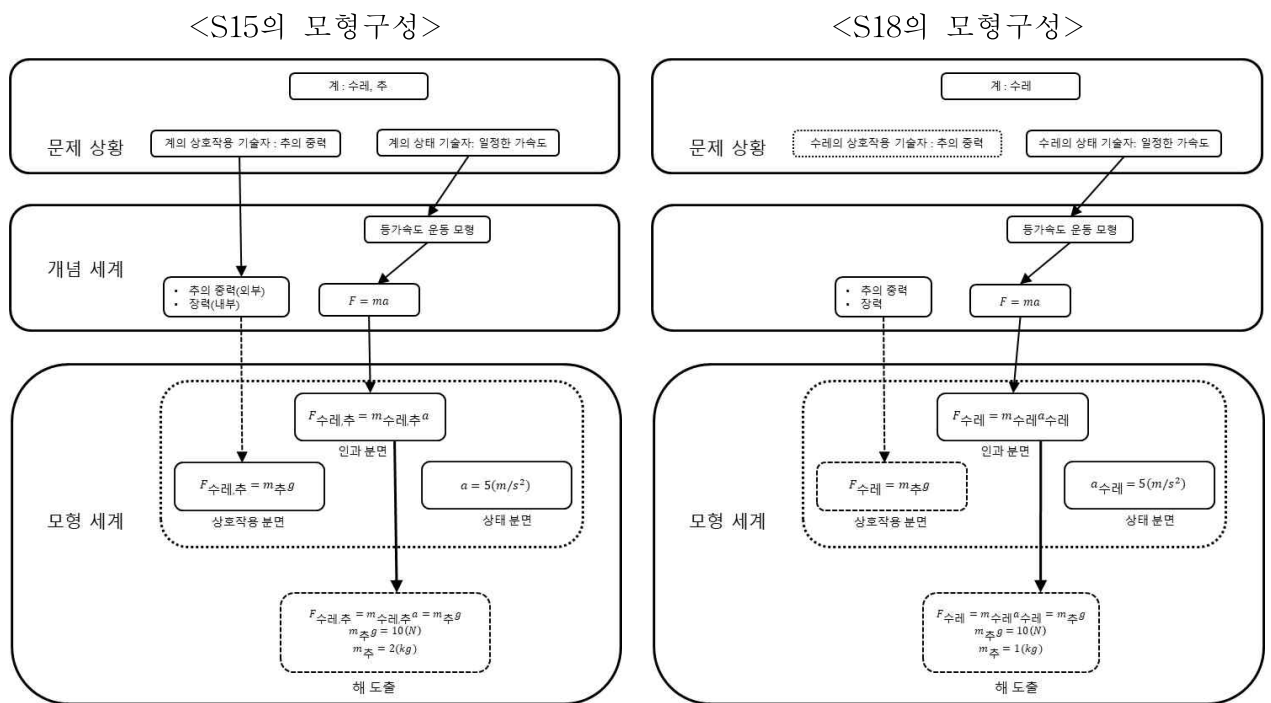 <S15의 모형구성>
계 : 수레, 추
문제 상황
계의 상호작용 기술자 : 추의 중력
계의 상태 기술자: 일정한 가속도
등가속도 운동 모형
개념 세계
• 추의 중력(외부)
• 장력(내부)
F = ma
F수레,추 = m수레,추a
인과 분면
F수레,추 = m추g
a = 5(m/s²)
상호작용 분면
상태 분면
모형 세계
F수레,추 = m수레,추a = m추g
m추g = 10(N)
m추 = 2(kg)
해 도출
<S18의 모형구성>
계 : 수레
문제 상황
수레의 상호작용 기술자 : 추의 중력
수레의 상태 기술자: 일정한 가속도
등가속도 운동 모형
개념 세계
• 추의 중력
• 장력
F = ma
F수레 = m수레a수레
인과 분면
F수레 = m추g
a수레 = 5(m/s²)
상호작용 분면
상태 분면
모형 세계
F수레 = m수레a수레 = m추g
m추g = 10(N)
m추 = 1(kg)
해 도출